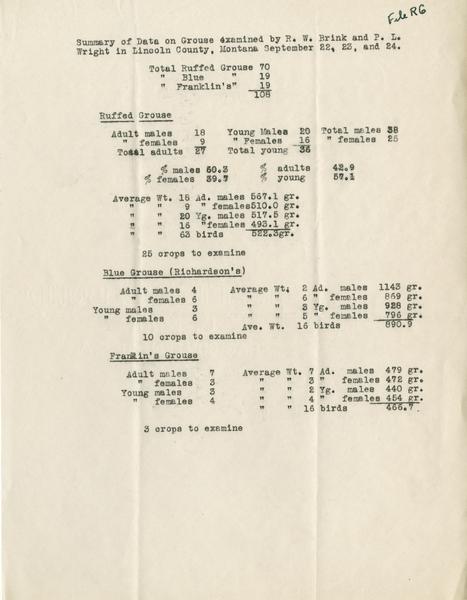 File RG
Summary of Data on Grouse 4xamined by R. W. Brink and P. L.
Wright in Lincoln County, Montana September 22, 23, and 24.
Total Ruffed Grouse 70
" Blue " 19
" Franklin's" 19
108
Ruffed Grouse
Adult males 18 Young Males 20 Total males 38
" females 9 " Females 16 " females 25
Total adults 27 Total young 36
% males 60.3 % adults 42.9
% females 39.7 % young 57.1
Average Wt. 18 Ad. males 567.1 gr.
" " 9 " females 510.0 gr.
" " 20 Yg. males 517.5 gr.
" " 16 "females 493.1 gr.
" " 63 birds 522.3gr.
25 crops to examine
Blue Grouse (Richardson's)
Adult males 4 Average Wt. 2 Ad. males 1143 gr.
" females 6 " " 6 " females 869 gr.
Young males 3 " " 3 Yg. males 928 gr.
" females 6 " " 5 " females 796 gr.
Ave. Wt. 16 birds 890.9
10 crops to examine
Franklin's Grouse
Adult males 7 Average Wt. 7 Ad. males 479 gr.
" females 3 " " 3 " females 472 gr.
Young males 3 " " 2 Yg. males 440 gr.
" females 4 " " 4 " females 454 gr.
" " 16 birds 466.7
3 crops to examine